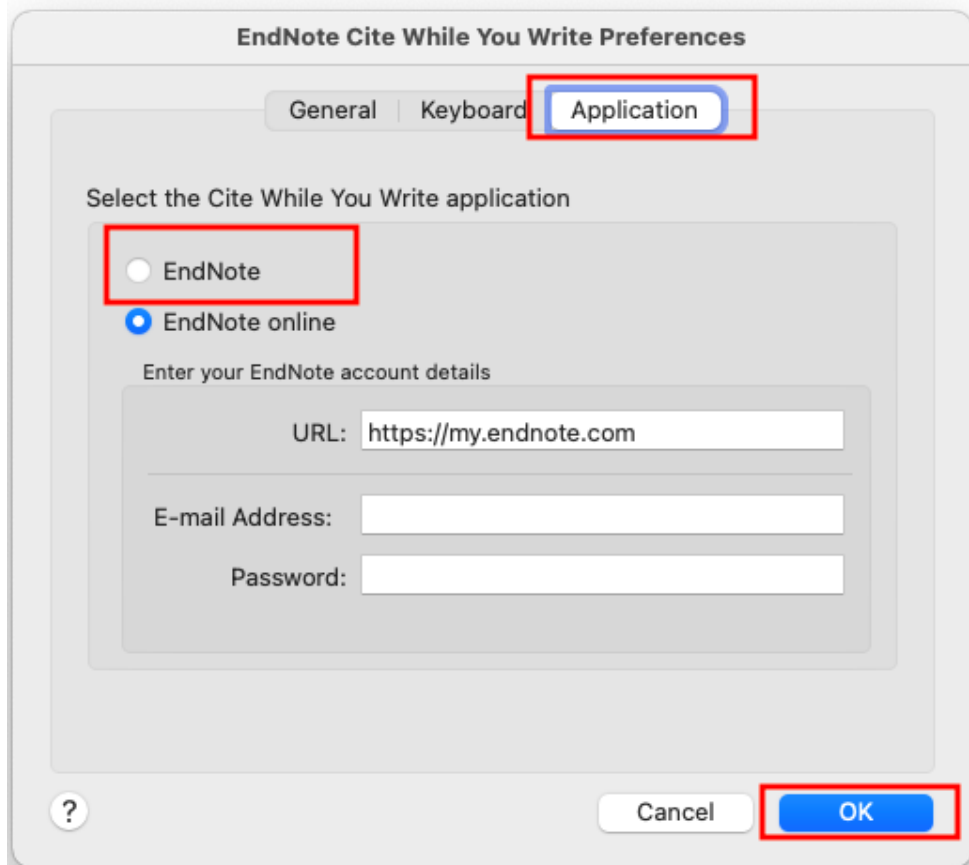 EndNote Cite While You Write Preferences
General Keyboard Application
Select the Cite While You Write application
EndNote
EndNote online
Enter your EndNote account details
URL: https://my.endnote.com
E-mail Address:
Password:
? Cancel OK